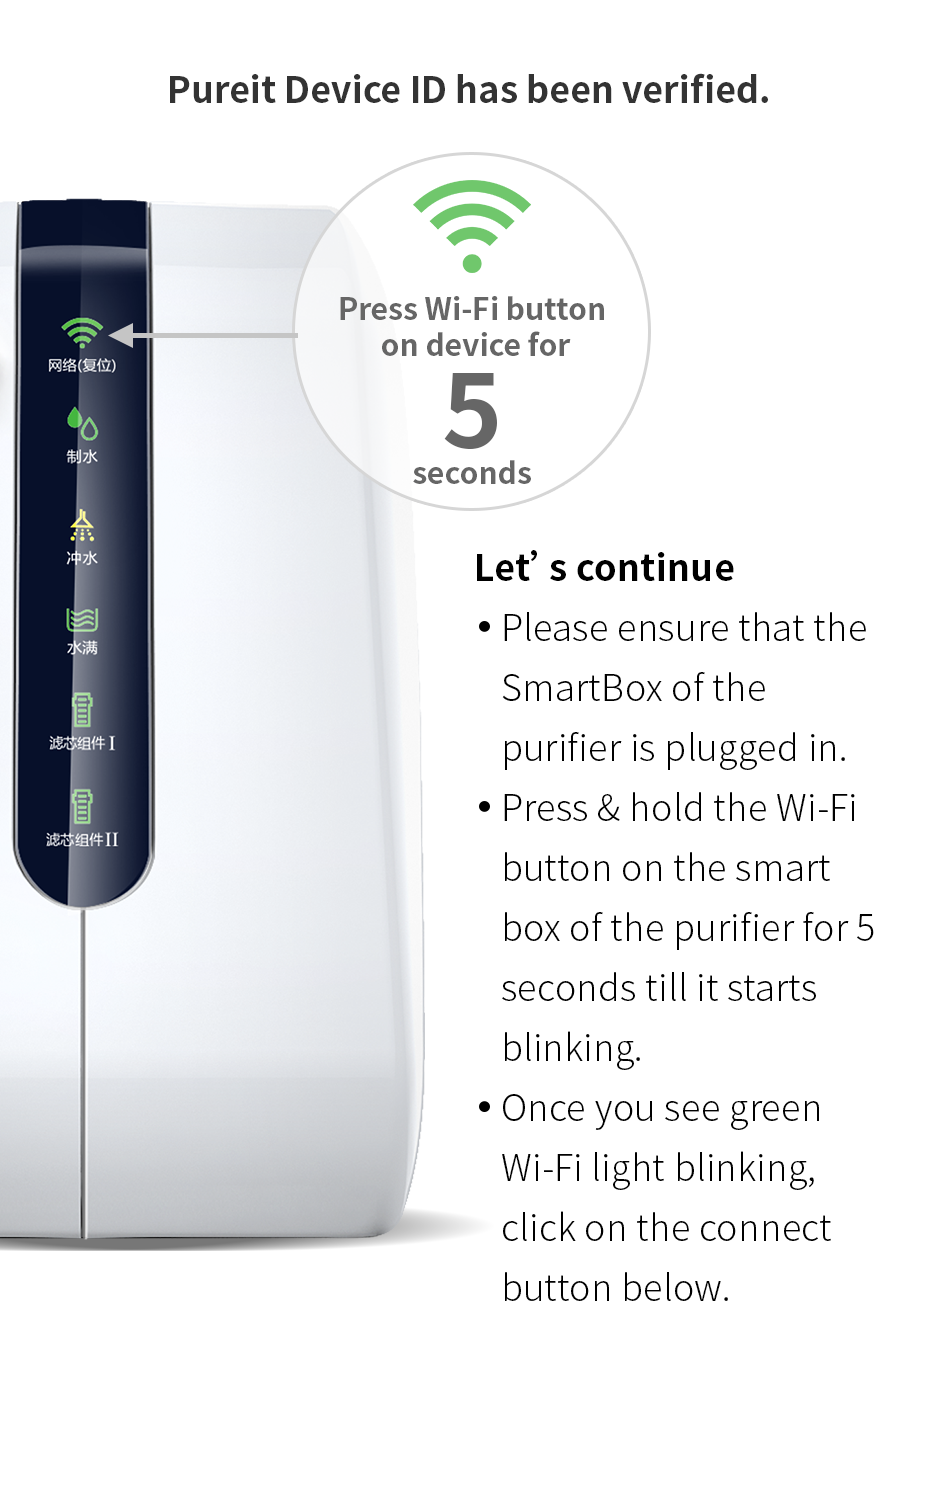 Pureit Device ID has been verified.
Press Wi-Fi button
on device for
5
seconds
网络(复位)
制水
冲水
水满
滤芯组件 I
滤芯组件 II
Let’ s continue
• Please ensure that the
SmartBox of the
purifier is plugged in.
• Press & hold the Wi-Fi
button on the smart
box of the purifier for 5
seconds till it starts
blinking.
• Once you see green
Wi-Fi light blinking,
click on the connect
button below.